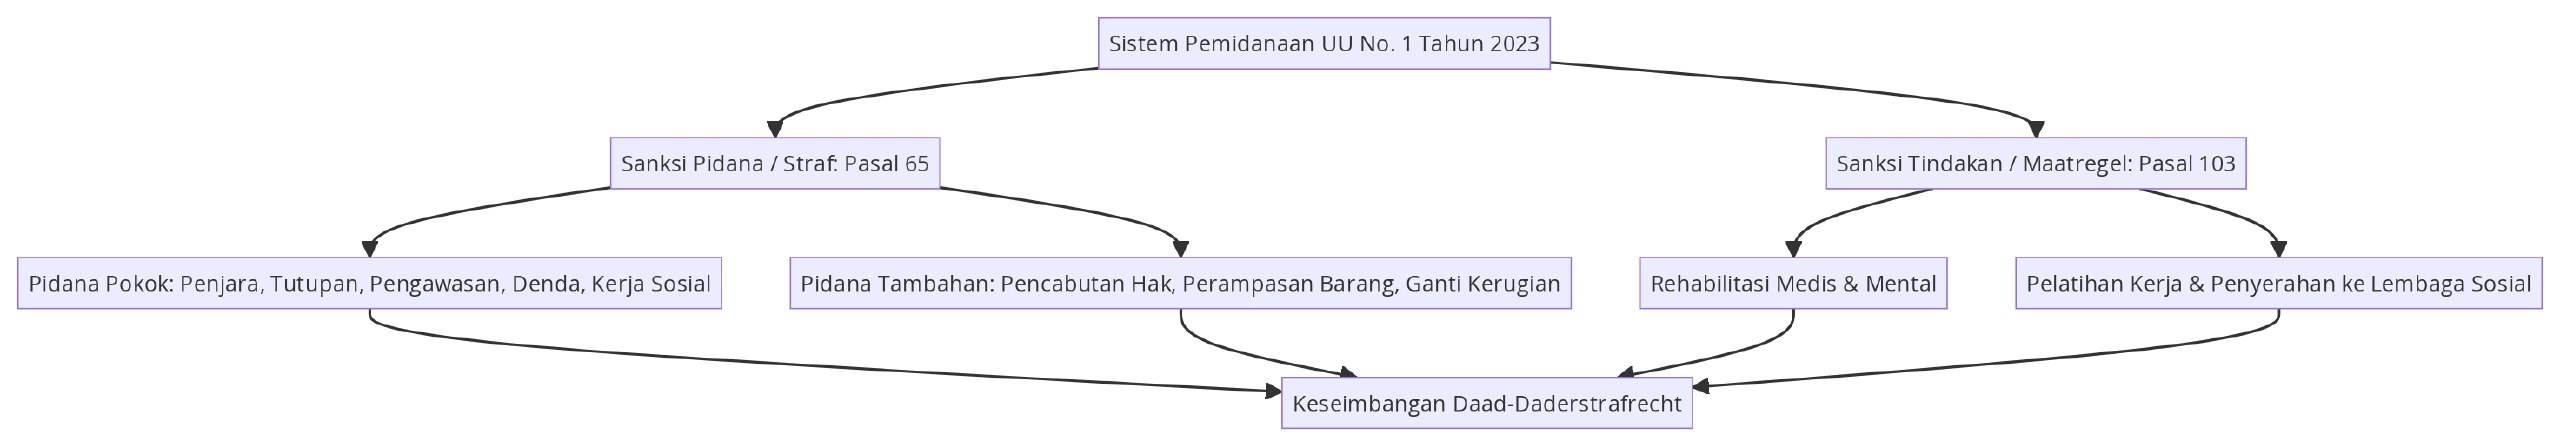 Sistem Pemidanaan UU No. 1 Tahun 2023
Sanksi Pidana / Straf: Pasal 65
Sanksi Tindakan / Maatregel: Pasal 103
Pidana Pokok: Penjara, Tutupan, Pengawasan, Denda, Kerja Sosial
Pidana Tambahan: Pencabutan Hak, Perampasan Barang, Ganti Kerugian
Rehabilitasi Medis & Mental
Pelatihan Kerja & Penyerahan ke Lembaga Sosial
Keseimbangan Daad-Daderstrafrecht